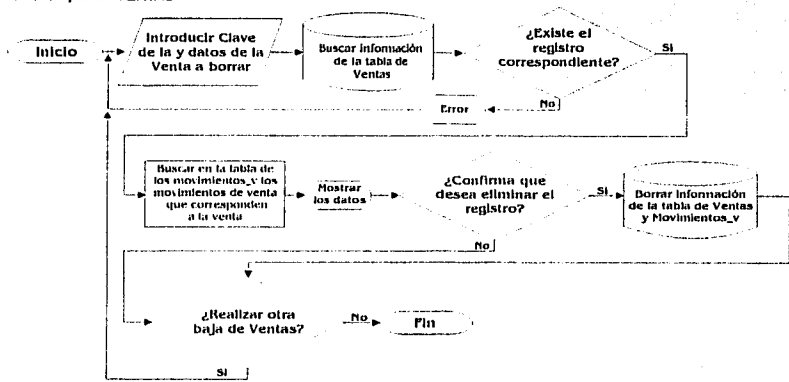 Inicio
Introducir Clave
de la y datos de la
Venta a borrar
Buscar información
de la tabla de
Ventas
¿Existe el
registro
correspondiente?
Si
No
Error
Buscar en la tabla de
los movimientos_v los
movimientos de venta
que corresponden
a la venta
Mostrar
los datos
¿Confirma que
desea eliminar el
registro?
Si
No
Borrar información
de la tabla de Ventas
y Movimientos_v
¿Realizar otra
baja de Ventas?
No
Fin
Si